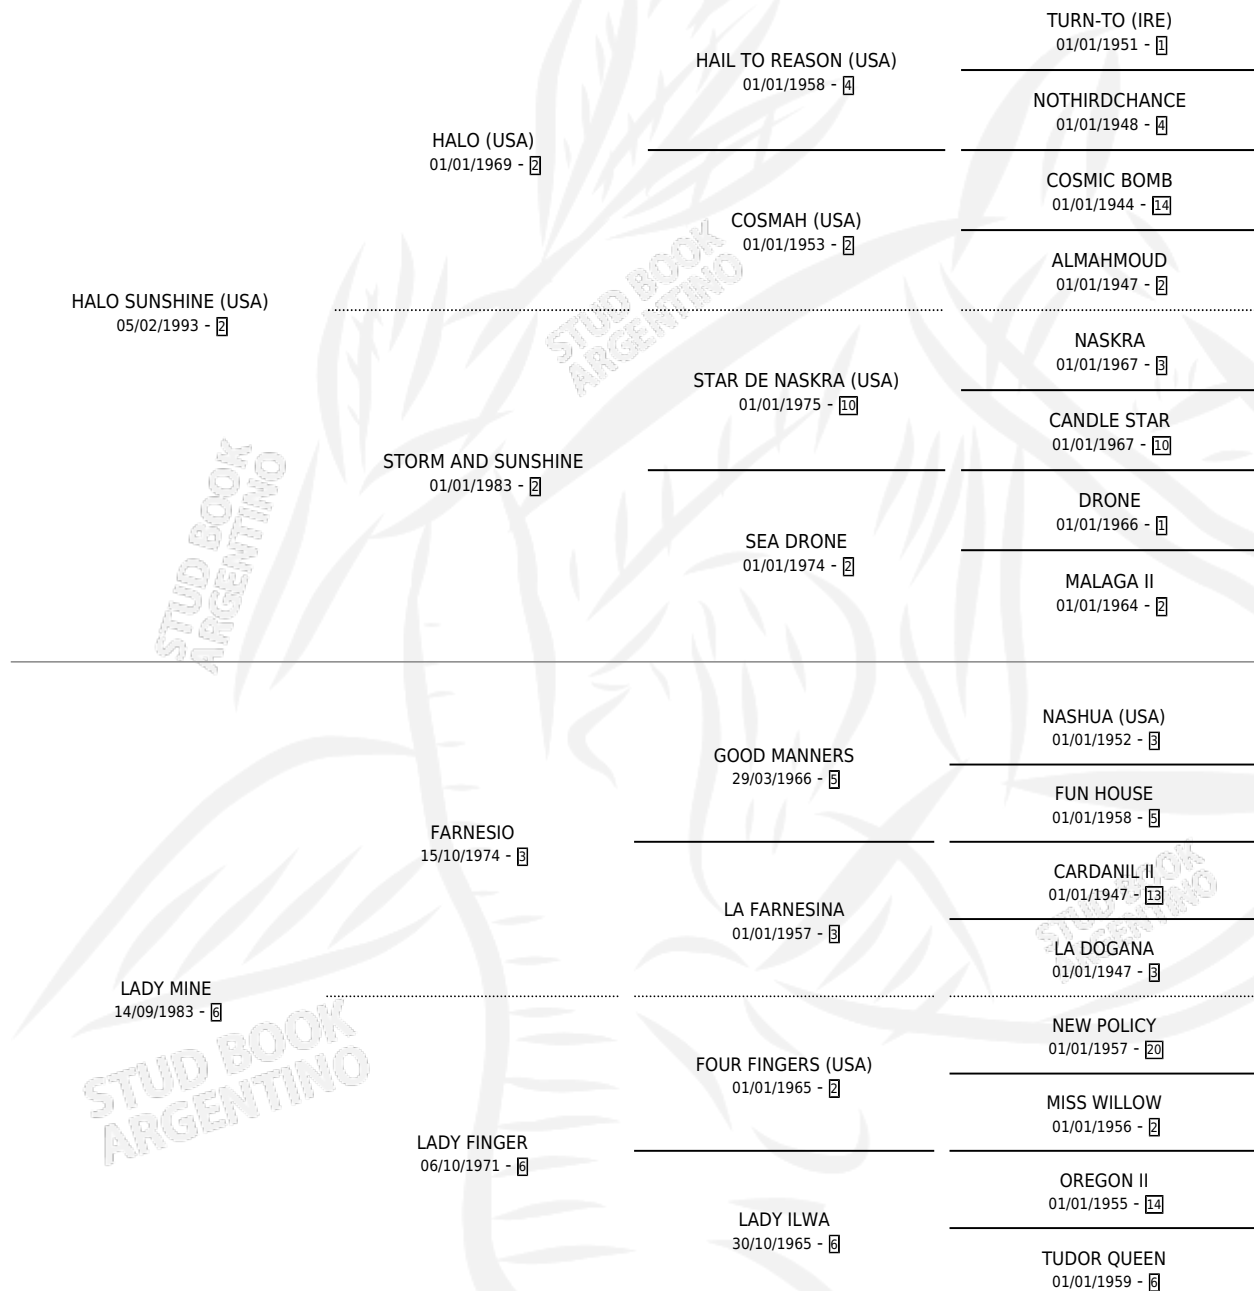 TURN-TO (IRE)
01/01/1951 - 1
HAIL TO REASON (USA)
01/01/1958 - 4
NOTHIRDCHANCE
01/01/1948 - 4
HALO (USA)
01/01/1969 - 2
COSMIC BOMB
01/01/1944 - 14
COSMAH (USA)
01/01/1953 - 2
ALMAHMOUD
01/01/1947 - 2
HALO SUNSHINE (USA)
05/02/1993 - 2
NASKRA
01/01/1967 - 3
STAR DE NASKRA (USA)
01/01/1975 - 10
CANDLE STAR
01/01/1967 - 10
STORM AND SUNSHINE
01/01/1983 - 2
DRONE
01/01/1966 - 1
SEA DRONE
01/01/1974 - 2
MALAGA II
01/01/1964 - 2
NASHUA (USA)
01/01/1952 - 3
GOOD MANNERS
29/03/1966 - 5
FUN HOUSE
01/01/1958 - 5
FARNESIO
15/10/1974 - 3
CARDANIL II
01/01/1947 - 13
LA FARNESINA
01/01/1957 - 3
LA DOGANA
01/01/1947 - 3
LADY MINE
14/09/1983 - 6
NEW POLICY
01/01/1957 - 20
FOUR FINGERS (USA)
01/01/1965 - 2
MISS WILLOW
01/01/1956 - 2
LADY FINGER
06/10/1971 - 6
OREGON II
01/01/1955 - 14
LADY ILWA
30/10/1965 - 6
TUDOR QUEEN
01/01/1959 - 6
STUD BOOK
ARGENTINO
STUD BOOK
ARGENTINO
STUD BOOK
ARGENTINO
STUD BOOK
ARGENTINO